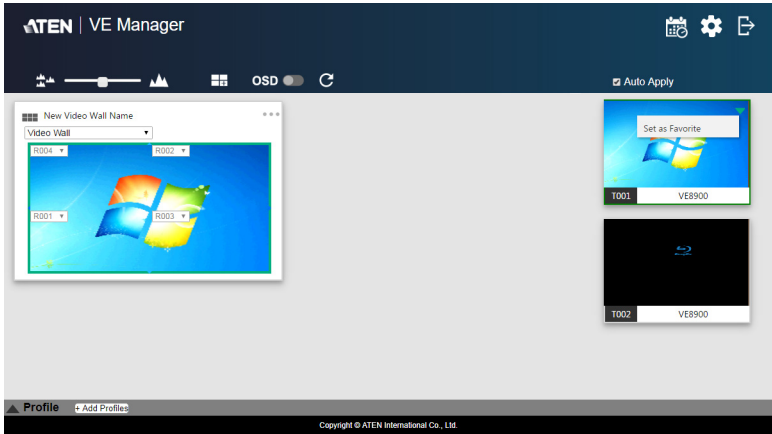 ATEN | VE Manager
OSD
Auto Apply
New Video Wall Name
Video Wall
R004 R002
R001 R003
Set as Favorite
T001 VE8900
T002 VE8900
Profile + Add Profiles
Copyright © ATEN International Co., Ltd.